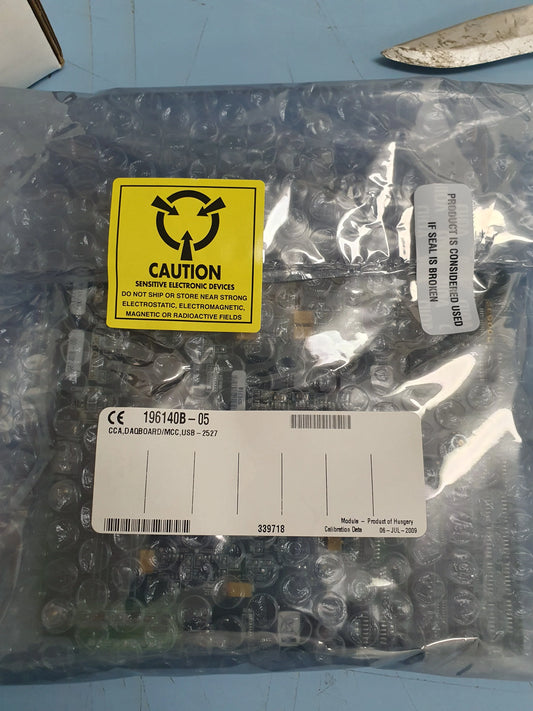 CAUTION
SENSITIVE ELECTRONIC DEVICES
DO NOT SHIP OR STORE NEAR STRONG
ELECTROSTATIC, ELECTROMAGNETIC,
MAGNETIC OR RADIOACTIVE FIELDS
PRODUCT IS CONSIDERED USED
IF SEAL IS BROKEN
CE 196140B-05
CCA,DAQBOARD/MCC,USB-2527
339718
Module - Product of Hungary
Calibration Date 06-JUL-2009